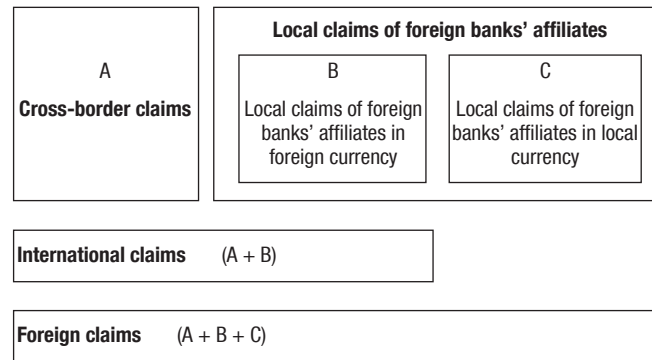 Local claims of foreign banks' affiliates
A
Cross-border claims
B
Local claims of foreign
banks' affiliates in
foreign currency
C
Local claims of foreign
banks' affiliates in local
currency
International claims (A + B)
Foreign claims (A + B + C)